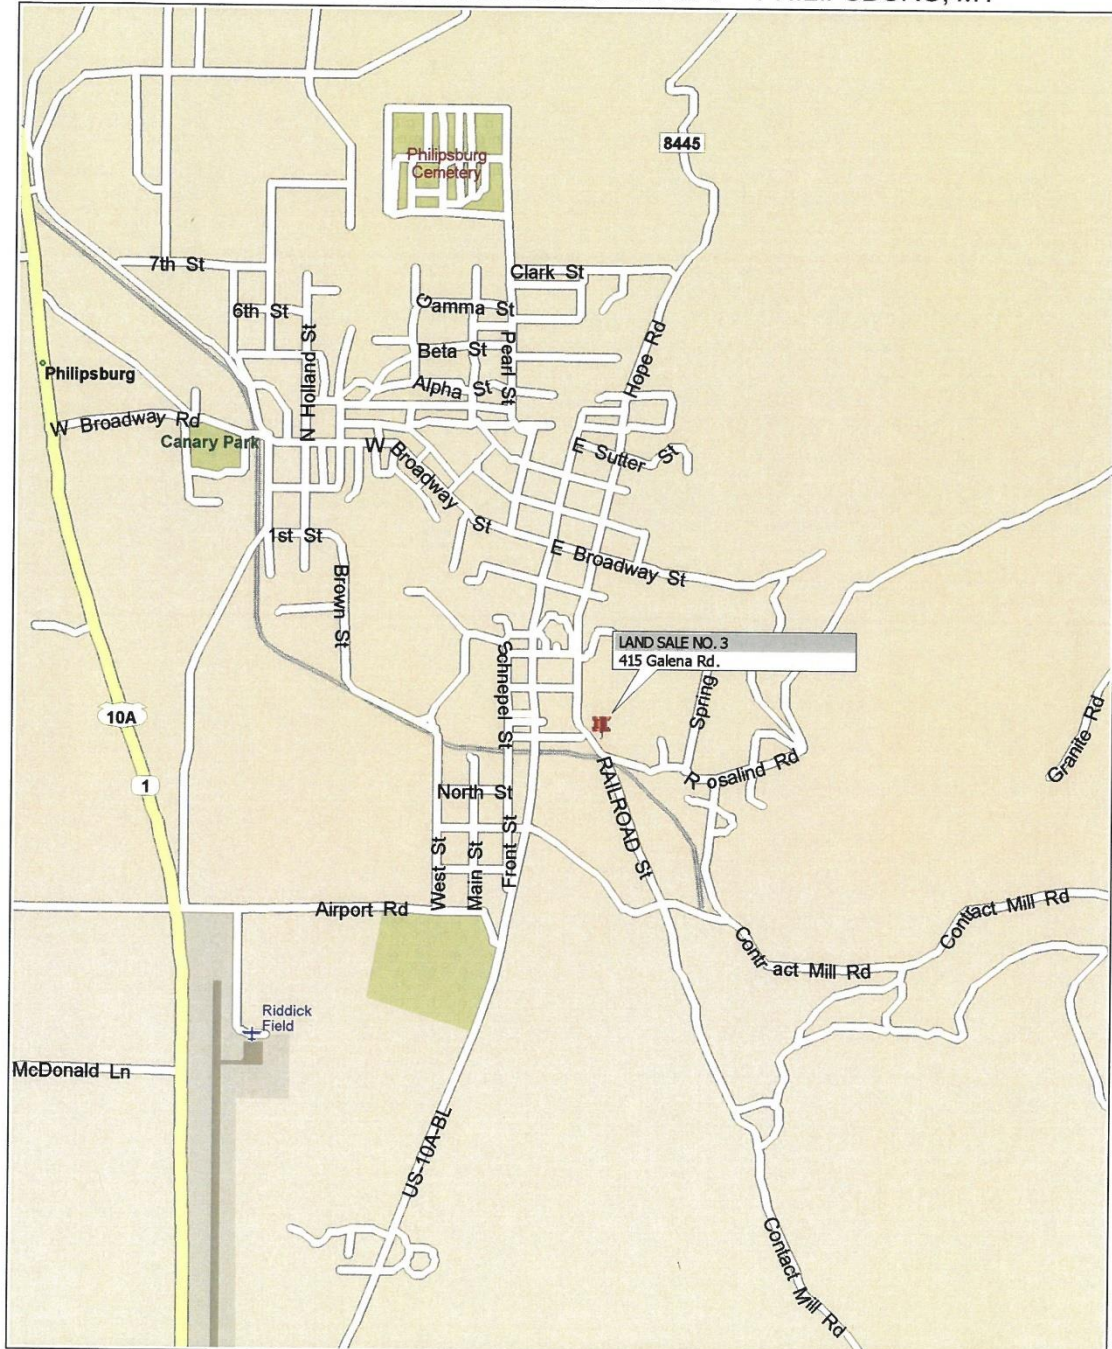 8445
Philipsburg
Cemetery
7th St
Clark St
6th St
Gamma St
N Holland St
Beta St
Pearl St
Hope Rd
Philipsburg
Alpha St
W Broadway Rd
Canary Park
W Broadway St
E Sutter St
1st St
E Broadway St
Brown St
Schnepel St
LAND SALE NO. 3
415 Galena Rd.
Spring
10A
Granite Rd
1
Rosalind Rd
North St
RAILROAD St
West St
Main St
Front St
Airport Rd
Contract Mill Rd
Contact Mill Rd
Riddick
Field
McDonald Ln
US-10A-BL
Contact Mill Rd